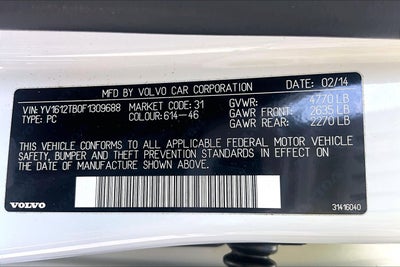 MFD BY VOLVO CAR CORPORATION DATE: 02/14
VIN: YV1612TB0F1309688 MARKET CODE: 31 GVWR: 4770 LB
TYPE: PC COLOUR: 614-46 GAWR FRONT: 2635 LB
GAWR REAR: 2270 LB
THIS VEHICLE CONFORMS TO ALL APPLICABLE FEDERAL MOTOR VEHICLE
SAFETY, BUMPER AND THEFT PREVENTION STANDARDS IN EFFECT ON
THE DATE OF MANUFACTURE SHOWN ABOVE.
VOLVO 31416040